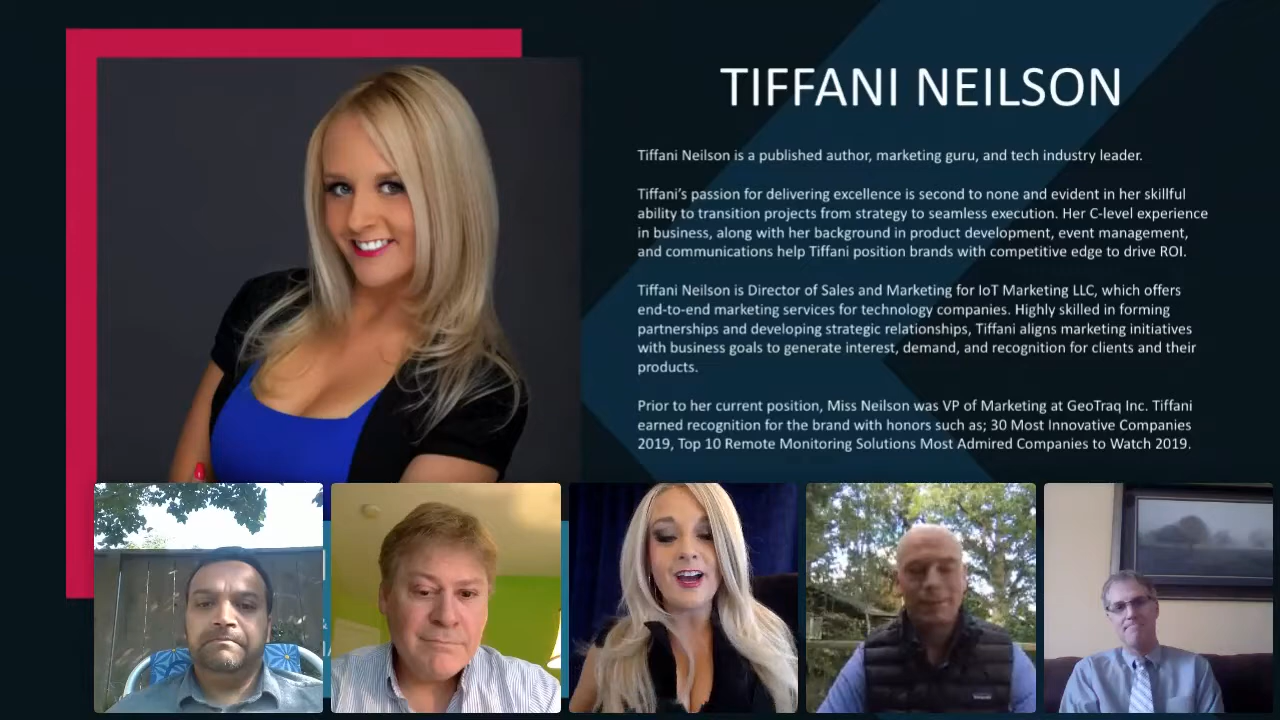 TIFFANI NEILSON
Tiffani Neilson is a published author, marketing guru, and tech industry leader.
Tiffani's passion for delivering excellence is second to none and evident in her skillful
ability to transition projects from strategy to seamless execution. Her C-level experience
in business, along with her background in product development, event management,
and communications help Tiffani position brands with competitive edge to drive ROI.
Tiffani Neilson is Director of Sales and Marketing for IoT Marketing LLC, which offers
end-to-end marketing services for technology companies. Highly skilled in forming
partnerships and developing strategic relationships, Tiffani aligns marketing initiatives
with business goals to generate interest, demand, and recognition for clients and their
products.
Prior to her current position, Miss Neilson was VP of Marketing at GeoTraq Inc. Tiffani
earned recognition for the brand with honors such as; 30 Most Innovative Companies
2019, Top 10 Remote Monitoring Solutions Most Admired Companies to Watch 2019.